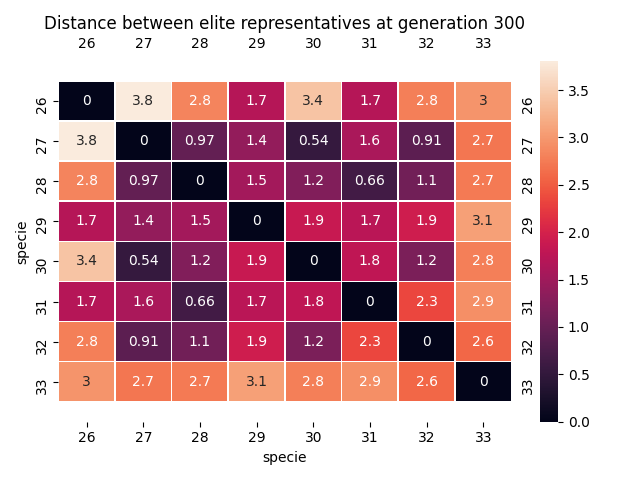 Distance between elite representatives at generation 300
26 27 28 29 30 31 32 33
26 0 3.8 2.8 1.7 3.4 1.7 2.8 3 26
27 3.8 0 0.97 1.4 0.54 1.6 0.91 2.7 27
28 2.8 0.97 0 1.5 1.2 0.66 1.1 2.7 28
29 1.7 1.4 1.5 0 1.9 1.7 1.9 3.1 29
30 3.4 0.54 1.2 1.9 0 1.8 1.2 2.8 30
31 1.7 1.6 0.66 1.7 1.8 0 2.3 2.9 31
32 2.8 0.91 1.1 1.9 1.2 2.3 0 2.6 32
33 3 2.7 2.7 3.1 2.8 2.9 2.6 0 33
26 27 28 29 30 31 32 33
specie
specie
3.5
3.0
2.5
2.0
1.5
1.0
0.5
0.0